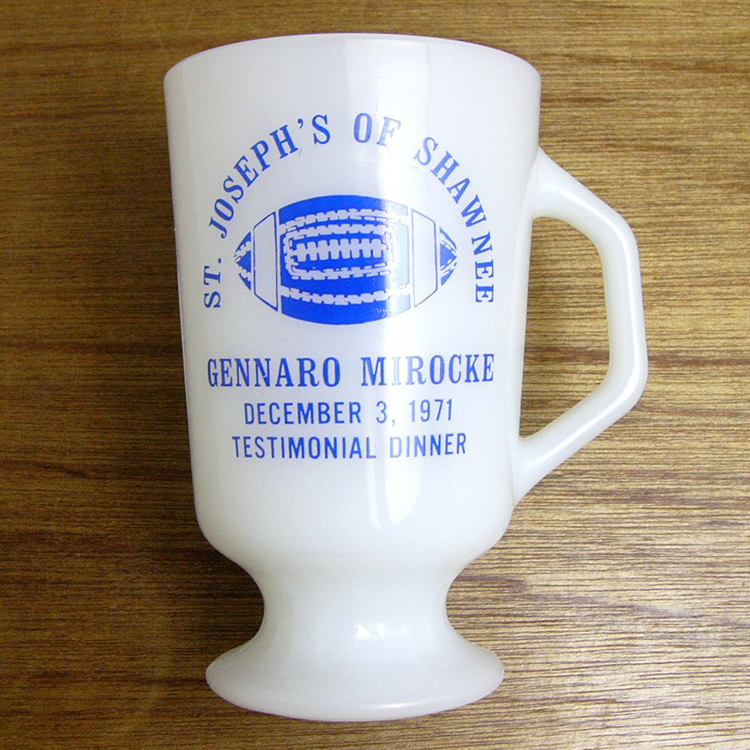 ST. JOSEPH'S OF SHAWNEE
GENNARO MIROCKE
DECEMBER 3, 1971
TESTIMONIAL DINNER